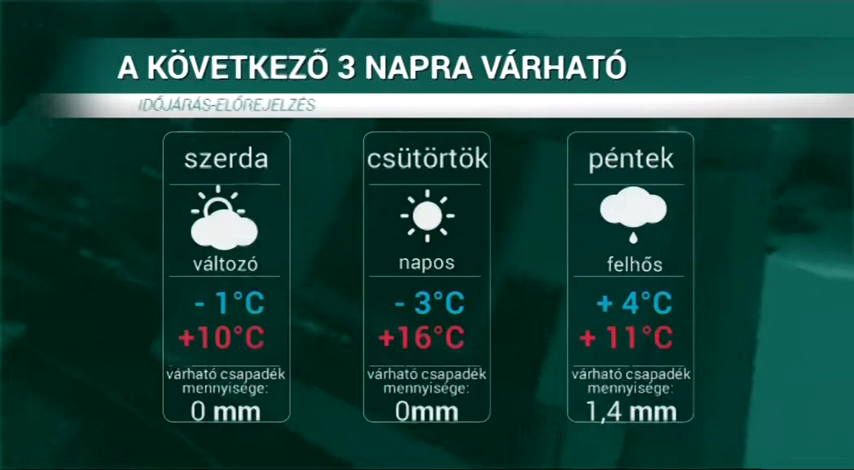 A KÖVETKEZŐ 3 NAPRA VÁRHATÓ
IDŐJÁRÁS-ELŐREJELZÉS
szerda
változó
- 1°C
+10°C
várható csapadék
mennyisége:
0 mm
csütörtök
napos
- 3°C
+16°C
várható csapadék
mennyisége:
0mm
péntek
felhős
+ 4°C
+ 11°C
várható csapadék
mennyisége:
1,4 mm